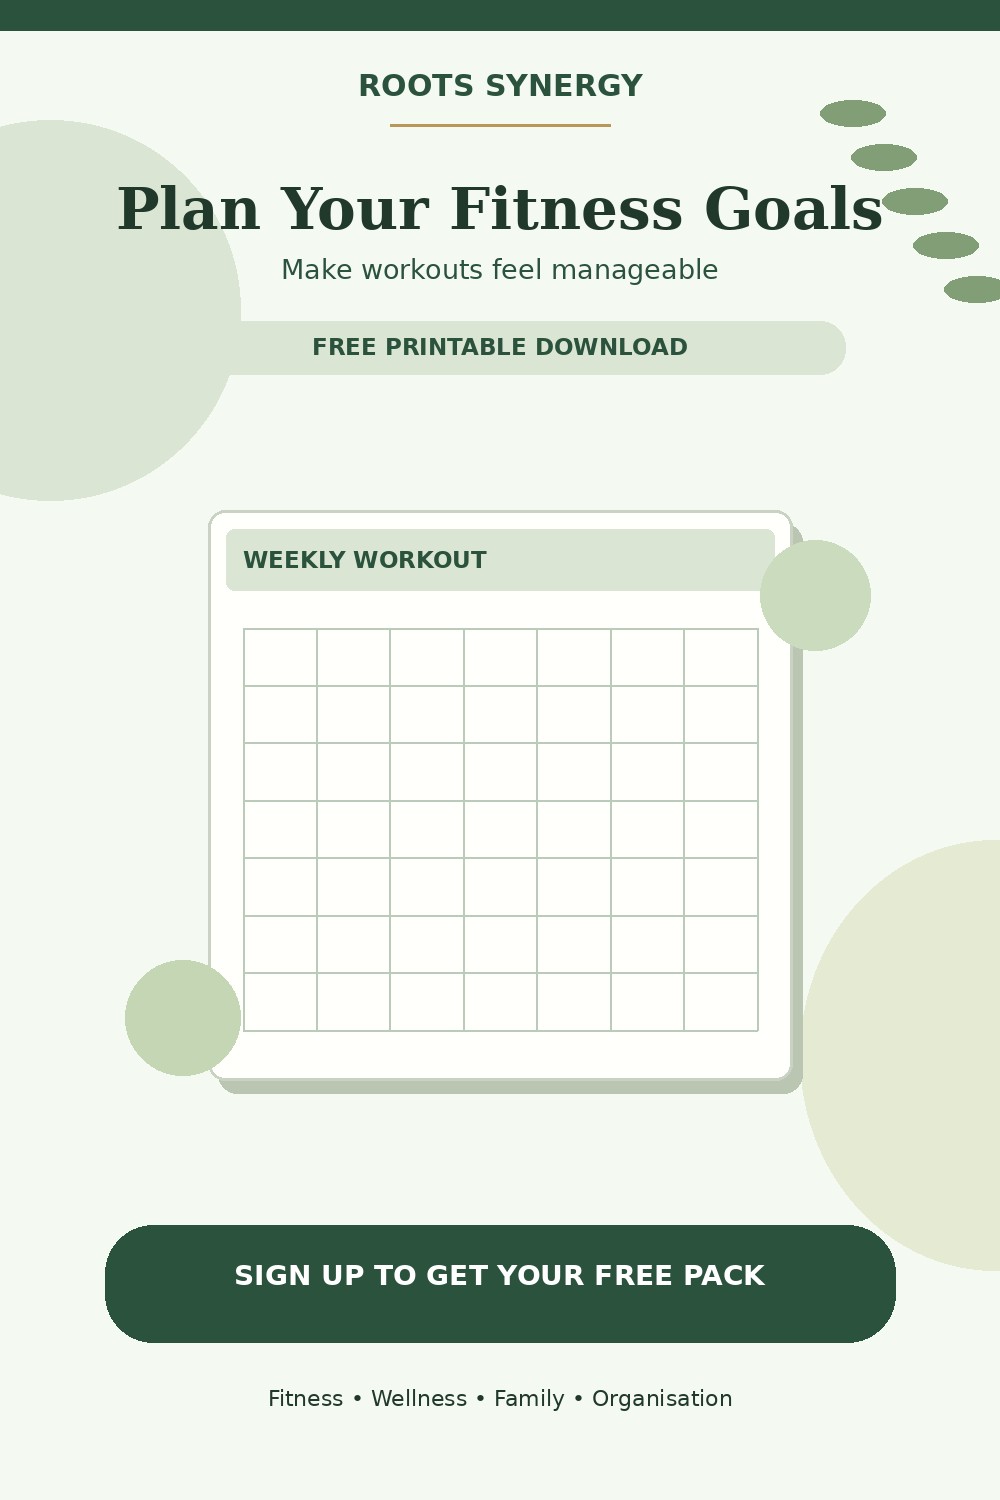 ROOTS SYNERGY
Plan Your Fitness Goals
Make workouts feel manageable
FREE PRINTABLE DOWNLOAD
WEEKLY WORKOUT
SIGN UP TO GET YOUR FREE PACK
Fitness • Wellness • Family • Organisation